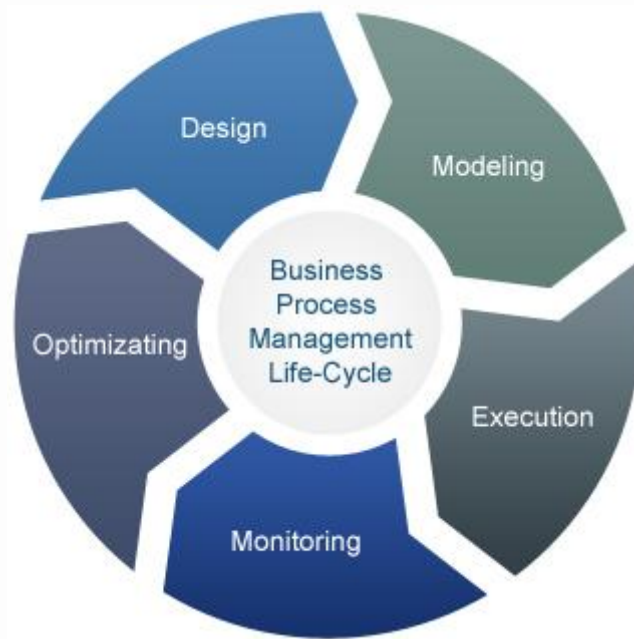 Design
Modeling
Business
Process
Management
Life-Cycle
Optimizating
Execution
Monitoring